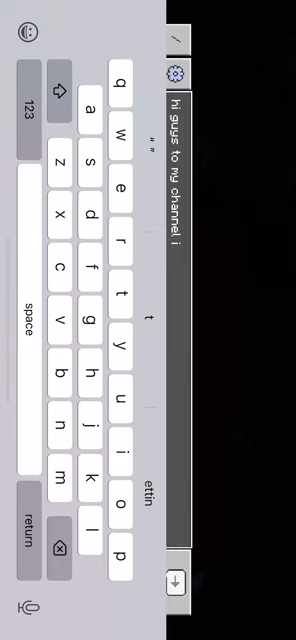 /
hi guys to my channel i
“ ” t ettin
q w e r t y u i o p
a s d f g h j k l
z x c v b n m
123 space return